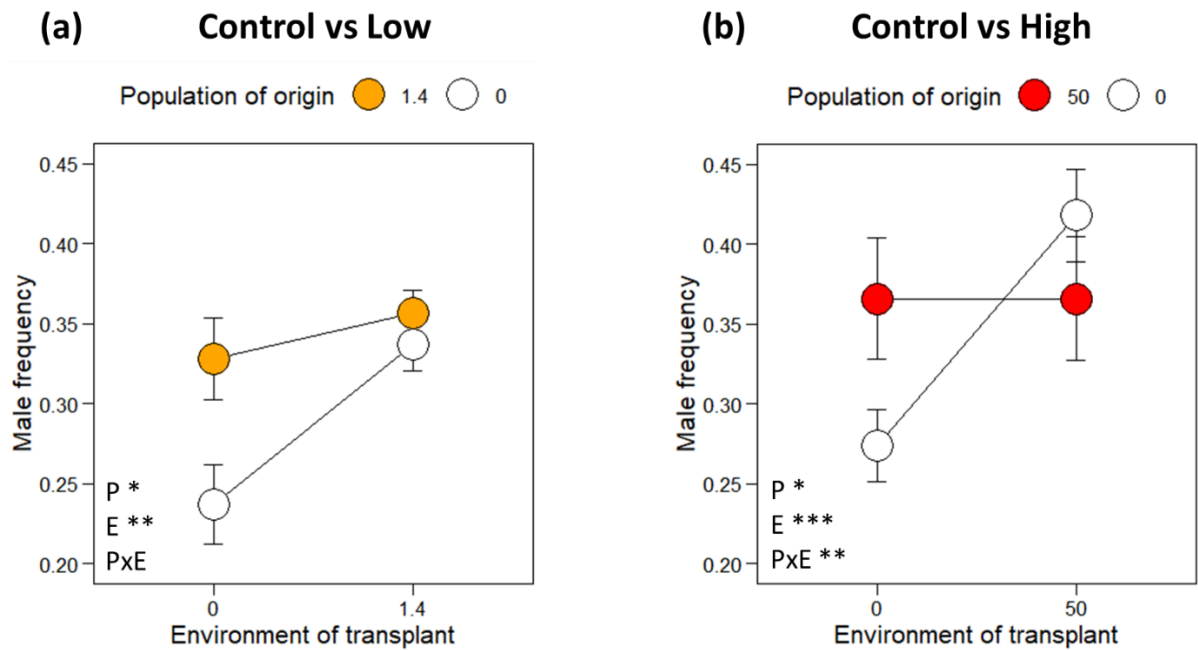 (a) Control vs Low
Population of origin 1.4 0
0.45
0.40
0.35
0.30
0.25
0.20
Male frequency
P *
E **
PxE
0 1.4
Environment of transplant
(b) Control vs High
Population of origin 50 0
0.45
0.40
0.35
0.30
0.25
0.20
Male frequency
P *
E ***
PxE **
0 50
Environment of transplant